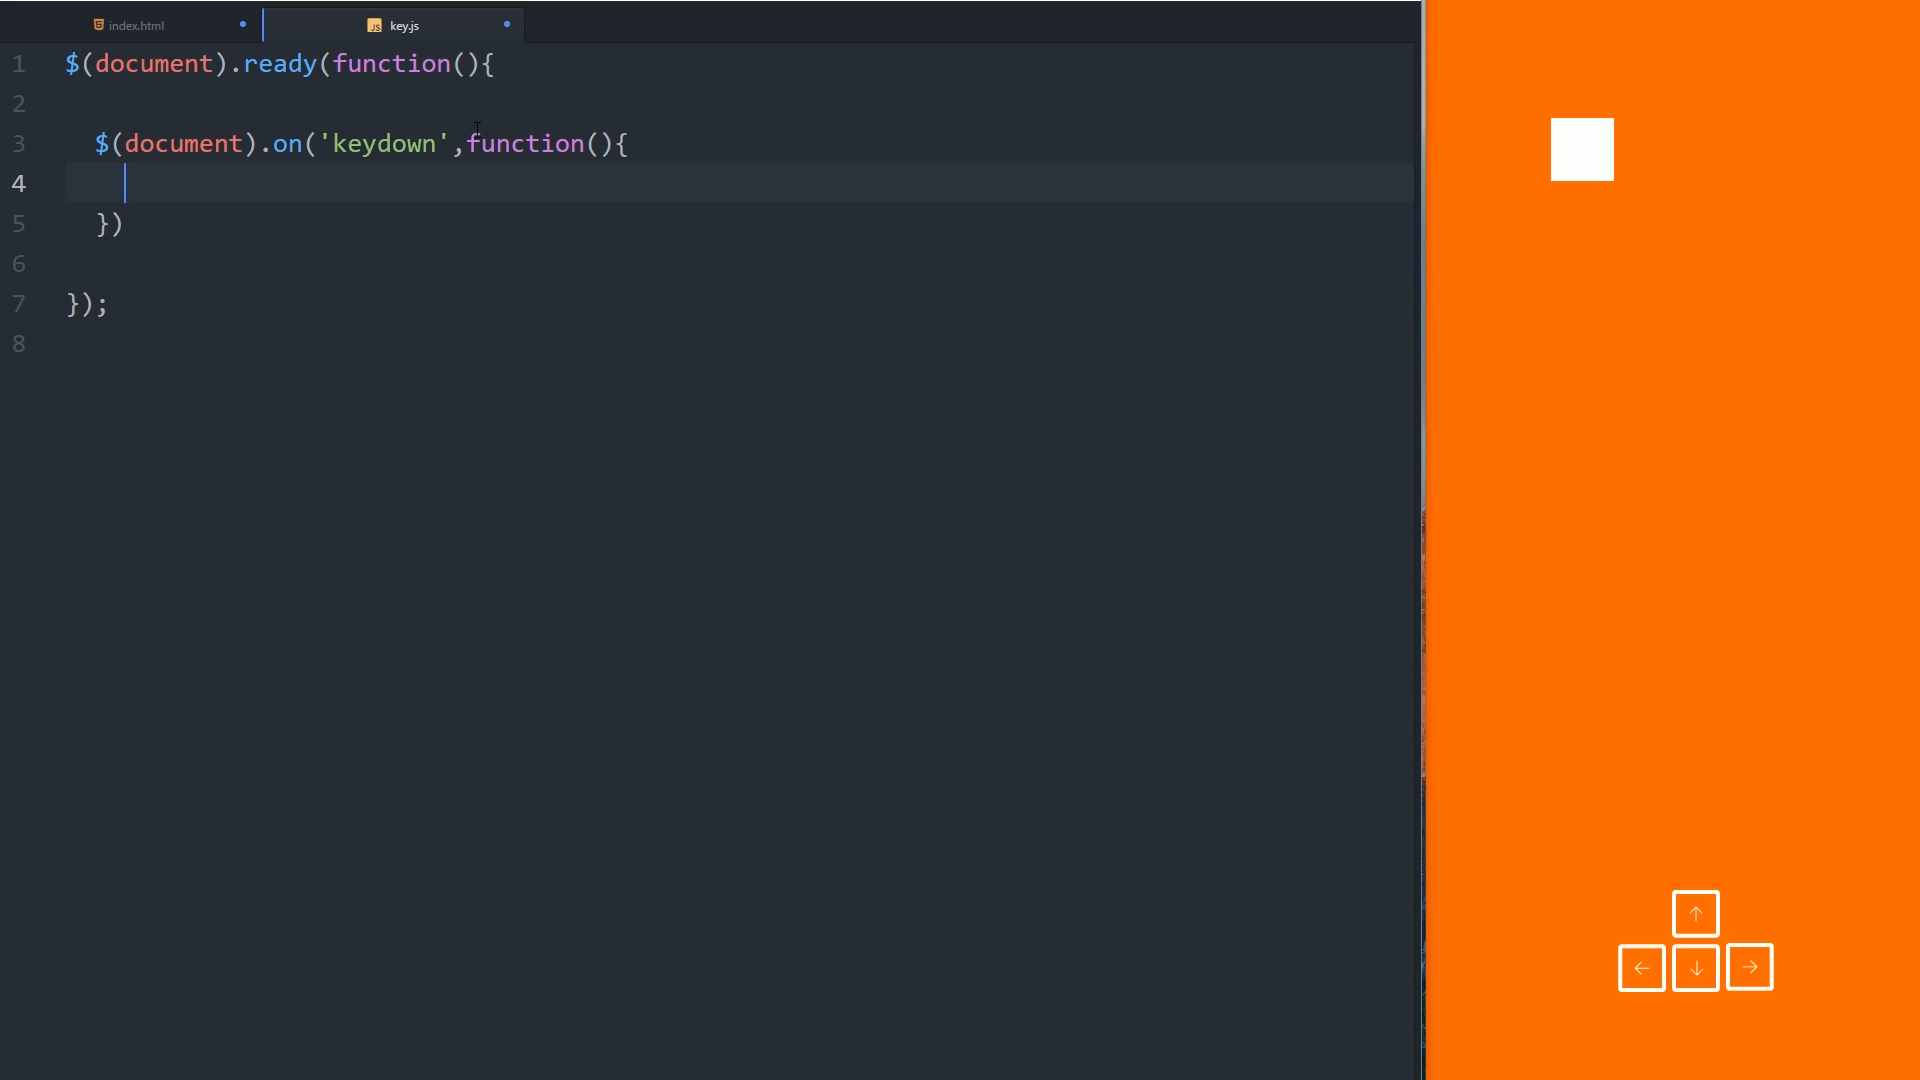 index.html
key.js
1 $(document).ready(function(){
2
3 $(document).on('keydown',function(){
4
5 })
6
7 });
8
↑
← ↓ →